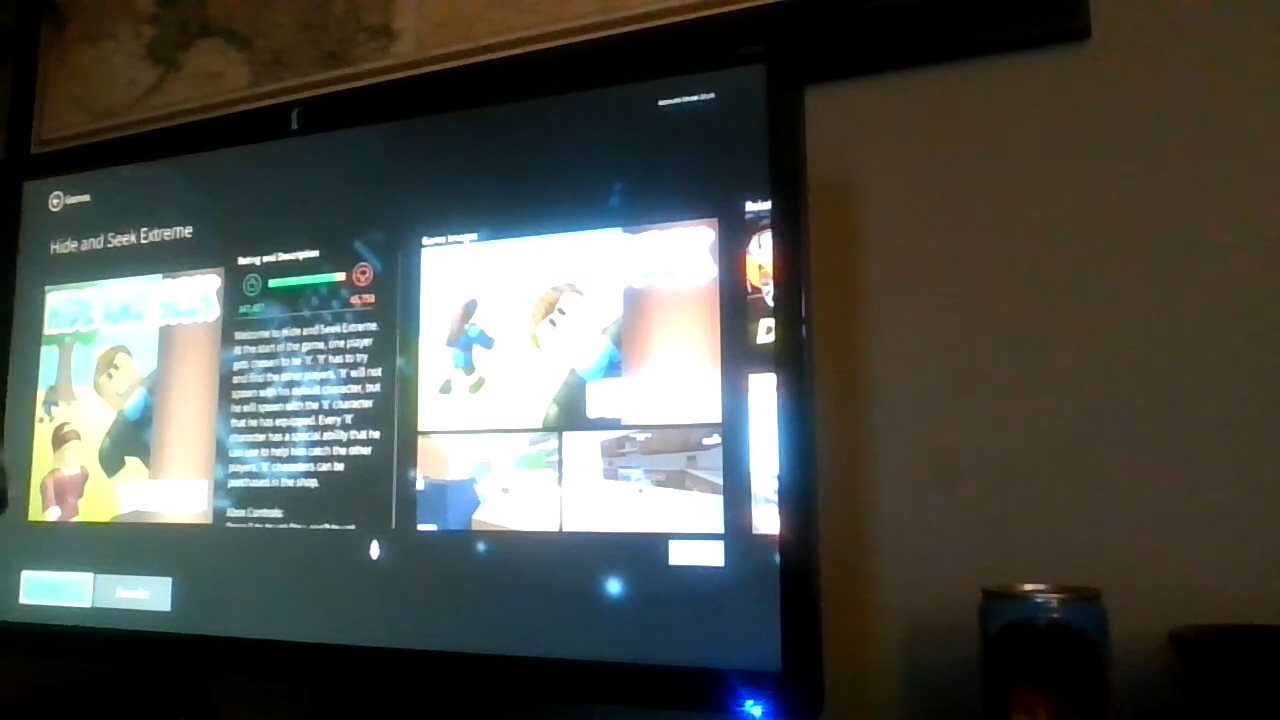 Games
Hide and Seek Extreme
Rating and Description
Game Images
HIDE AND SEEK
Welcome to Hide and Seek Extreme.
At the start of the game, one player
gets chosen to be 'It'. 'It' has to try
and find the other players. 'It' will not
spawn with his default character, but
he will spawn with the 'It' character
that he has equipped. Every 'It'
character has a special ability that he
can use to help him catch the other
players. 'It' characters can be
purchased in the shop.
Xbox Controls: